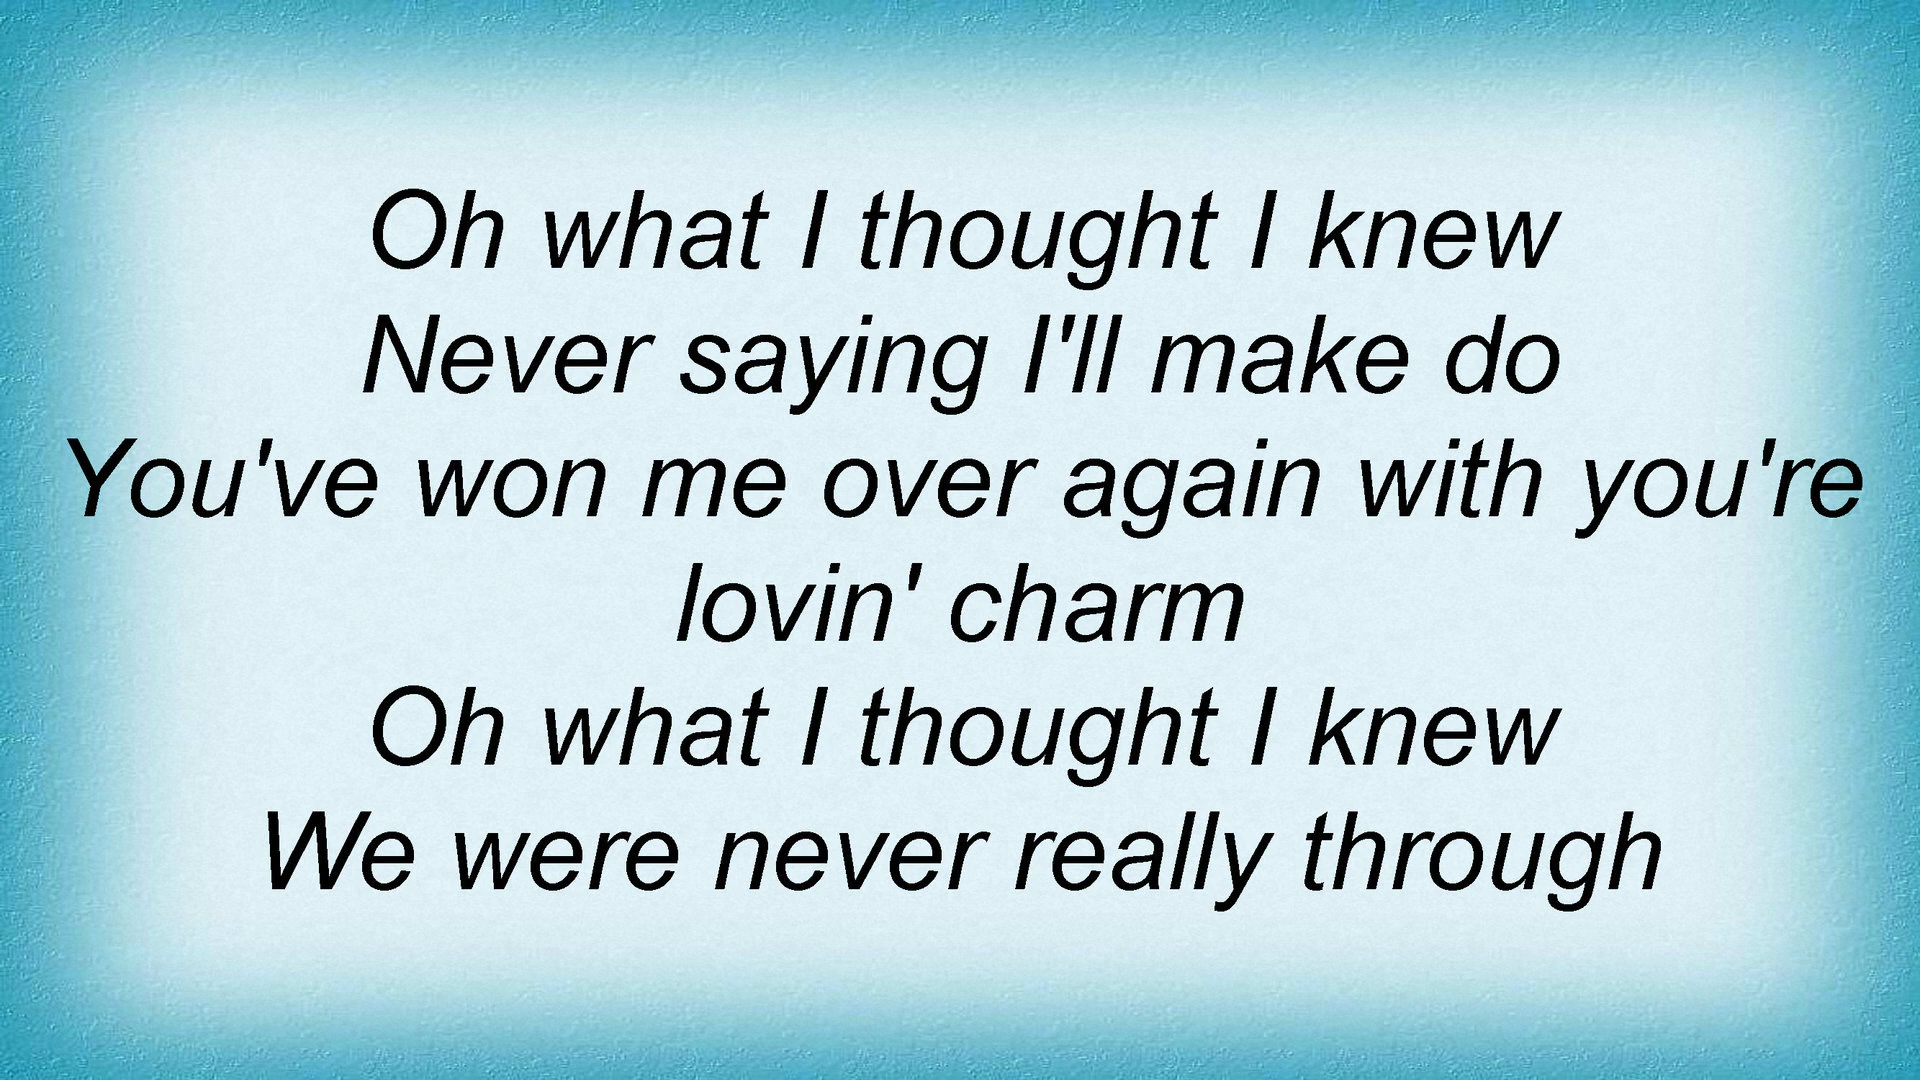 Oh what I thought I knew
Never saying I'll make do
You've won me over again with you're
lovin' charm
Oh what I thought I knew
We were never really through